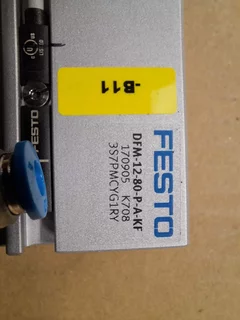 FESTO
DFM-12-80-P-A-KF
170905 K708
3S7PMCYG1RY
-B11
FESTO